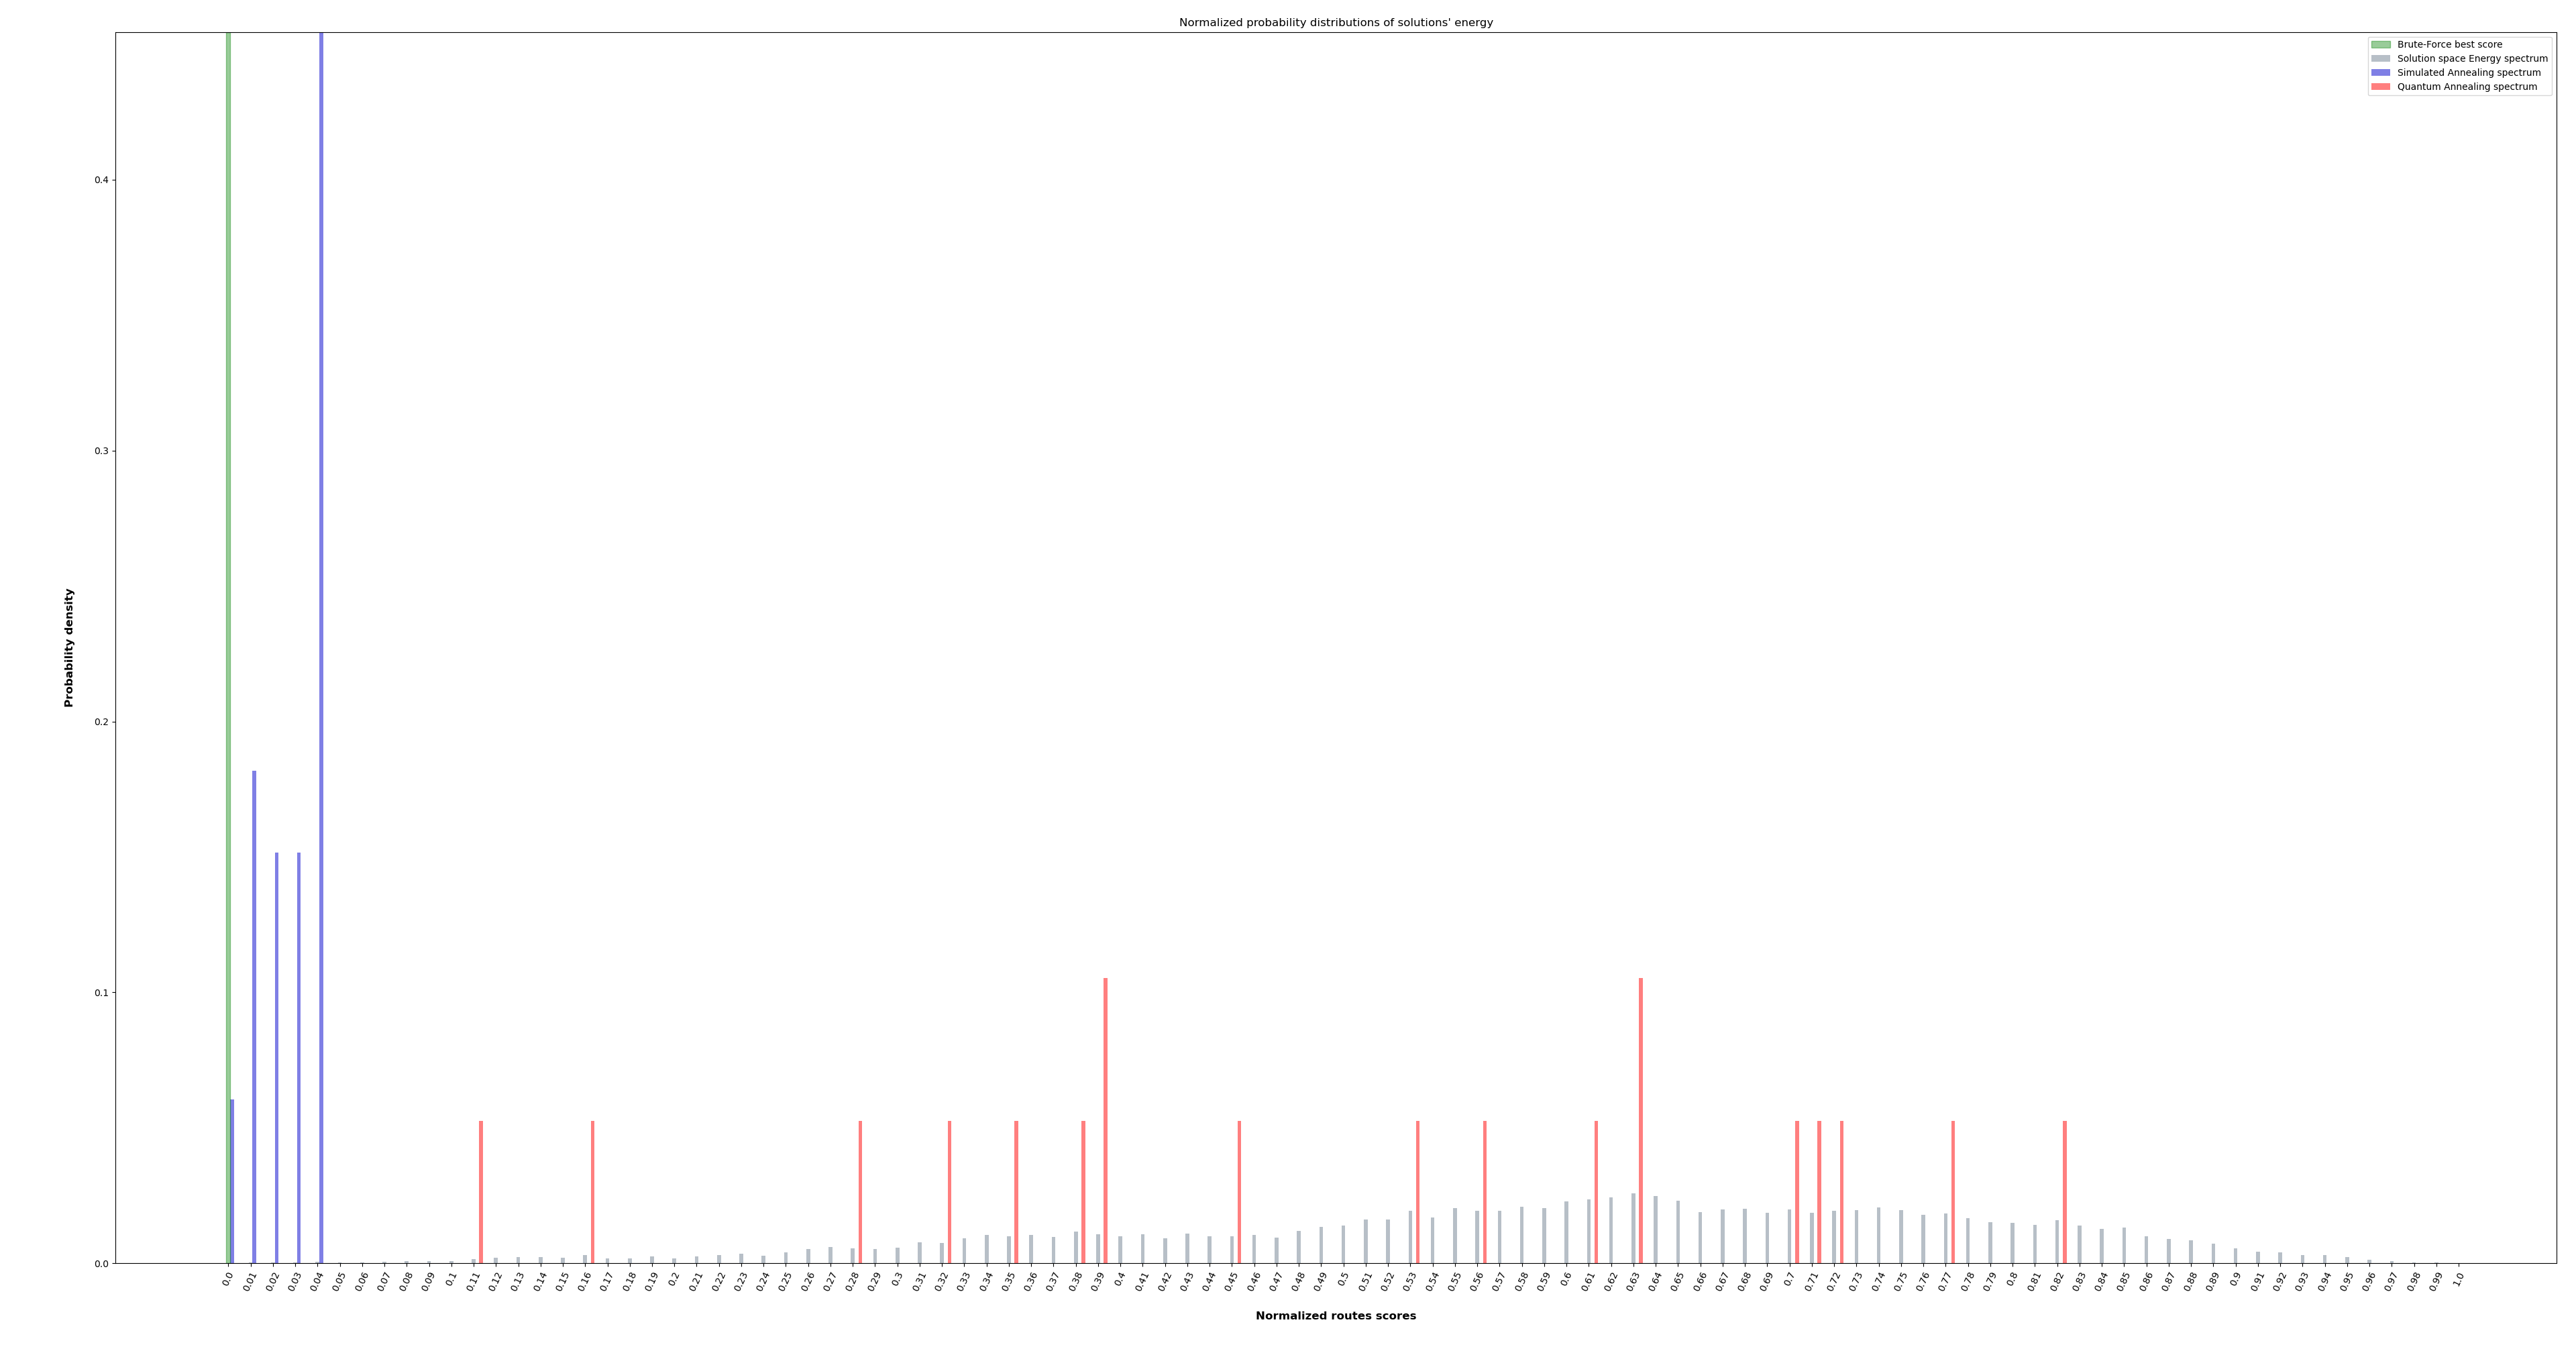 Normalized probability distributions of solutions' energy
Brute-Force best score
Solution space Energy spectrum
Simulated Annealing spectrum
Quantum Annealing spectrum
0.4
0.3
0.2
0.1
0.0
Probability density
0.0 0.01 0.02 0.03 0.04 0.05 0.06 0.07 0.08 0.09 0.1 0.11 0.12 0.13 0.14 0.15 0.16 0.17 0.18 0.19 0.2 0.21 0.22 0.23 0.24 0.25 0.26 0.27 0.28 0.29 0.3 0.31 0.32 0.33 0.34 0.35 0.36 0.37 0.38 0.39 0.4 0.41 0.42 0.43 0.44 0.45 0.46 0.47 0.48 0.49 0.5 0.51 0.52 0.53 0.54 0.55 0.56 0.57 0.58 0.59 0.6 0.61 0.62 0.63 0.64 0.65 0.66 0.67 0.68 0.69 0.7 0.71 0.72 0.73 0.74 0.75 0.76 0.77 0.78 0.79 0.8 0.81 0.82 0.83 0.84 0.85 0.86 0.87 0.88 0.89 0.9 0.91 0.92 0.93 0.94 0.95 0.96 0.97 0.98 0.99 1.0
Normalized routes scores